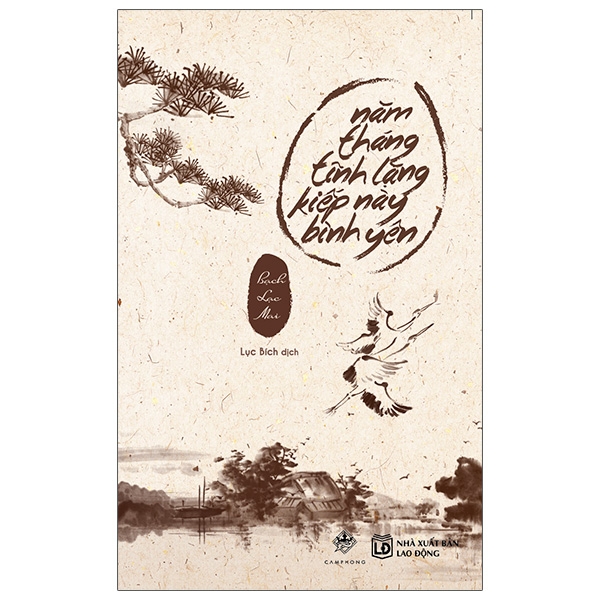 năm
tháng
tĩnh lặng
kiếp này
bình yên
Bạch
Lạc
Mai
Lục Bích dịch
CAMPHONG
LĐ
NHÀ XUẤT BẢN
LAO ĐỘNG